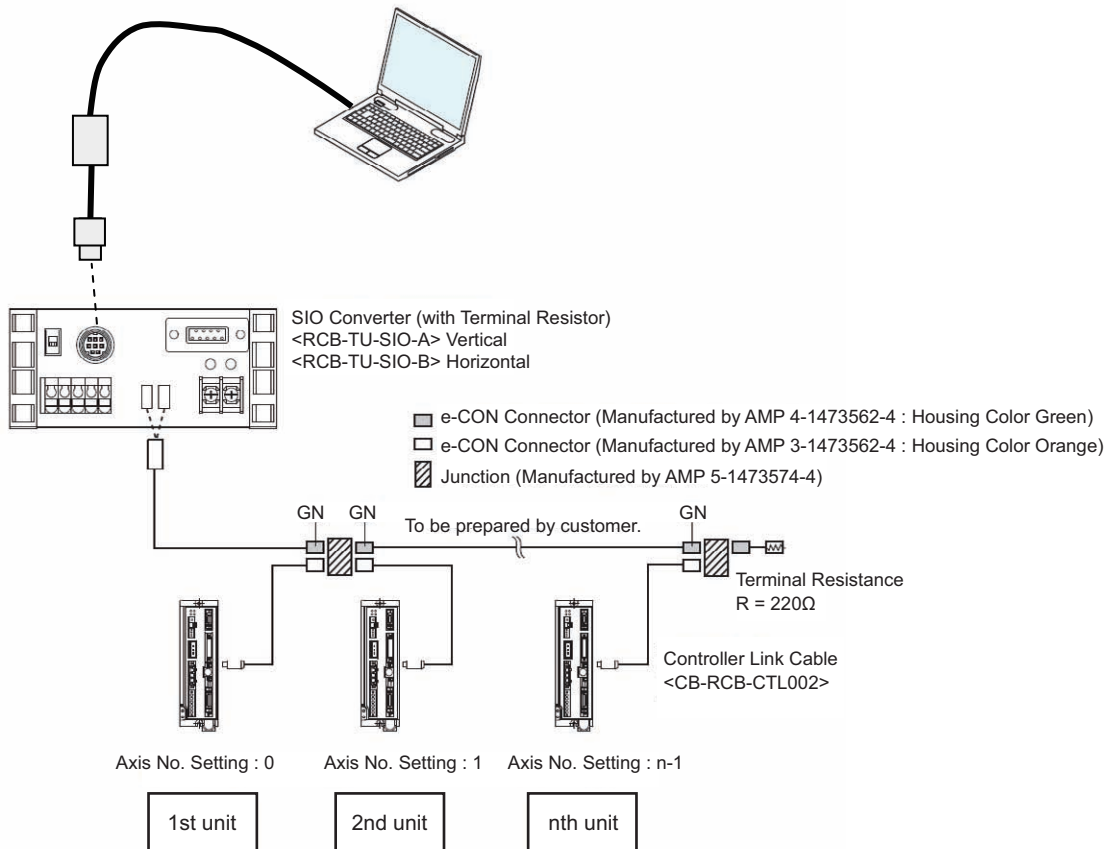 SIO Converter (with Terminal Resistor)
<RCB-TU-SIO-A> Vertical
<RCB-TU-SIO-B> Horizontal
e-CON Connector (Manufactured by AMP 4-1473562-4 : Housing Color Green)
e-CON Connector (Manufactured by AMP 3-1473562-4 : Housing Color Orange)
Junction (Manufactured by AMP 5-1473574-4)
GN
GN
To be prepared by customer.
GN
Terminal Resistance
R = 220Ω
Controller Link Cable
<CB-RCB-CTL002>
Axis No. Setting : 0
Axis No. Setting : 1
Axis No. Setting : n-1
1st unit
2nd unit
nth unit